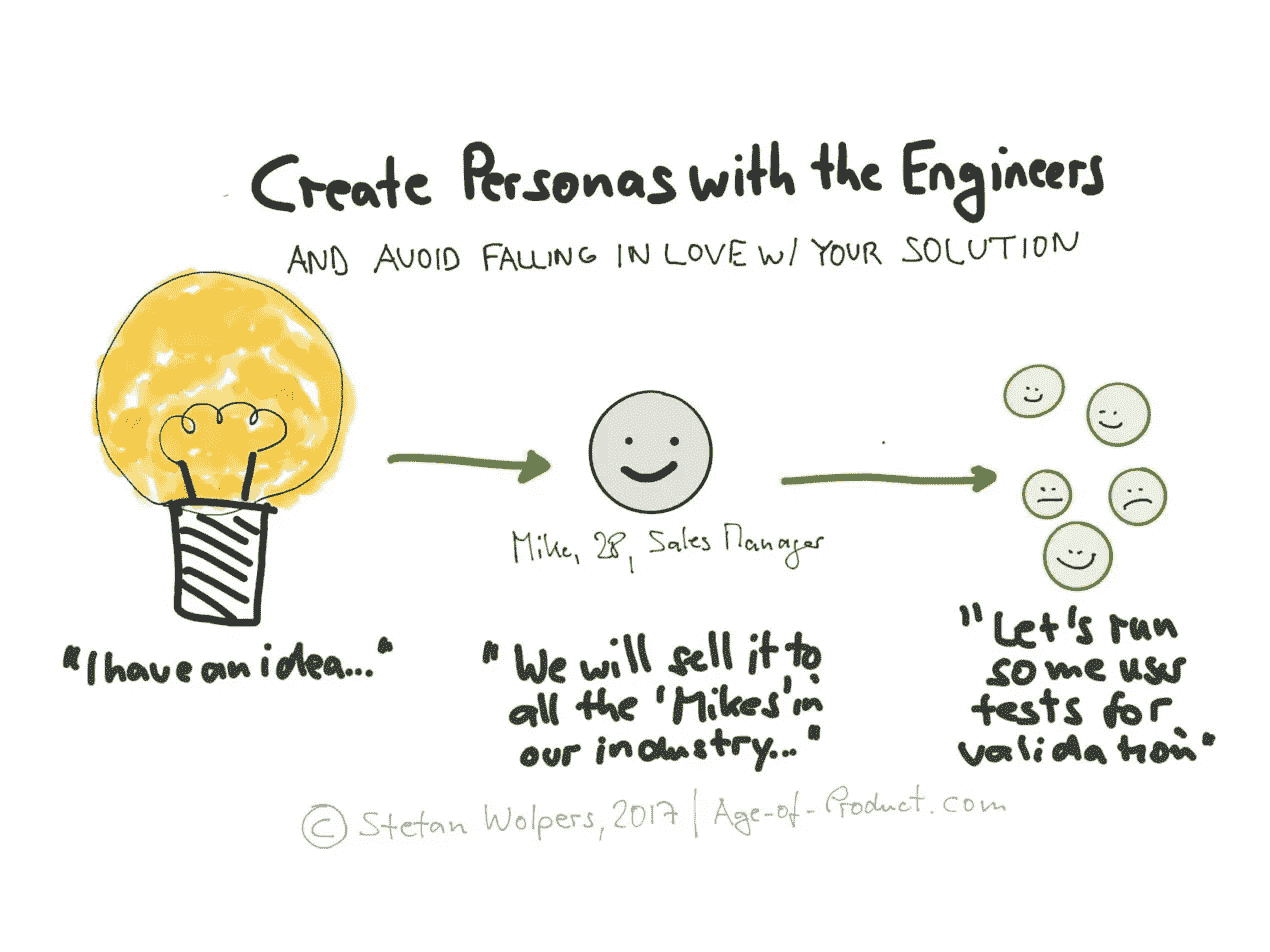 Create Personas with the Engineers
AND AVOID FALLING IN LOVE W/ YOUR SOLUTION
Mike, 28, Sales Manager
"I have an idea..."
"We will sell it to
all the 'Mikes' in
our industry..."
"Let's run
some user
tests for
validation"
© Stefan Wolpers, 2017 | Age-of-Product.com